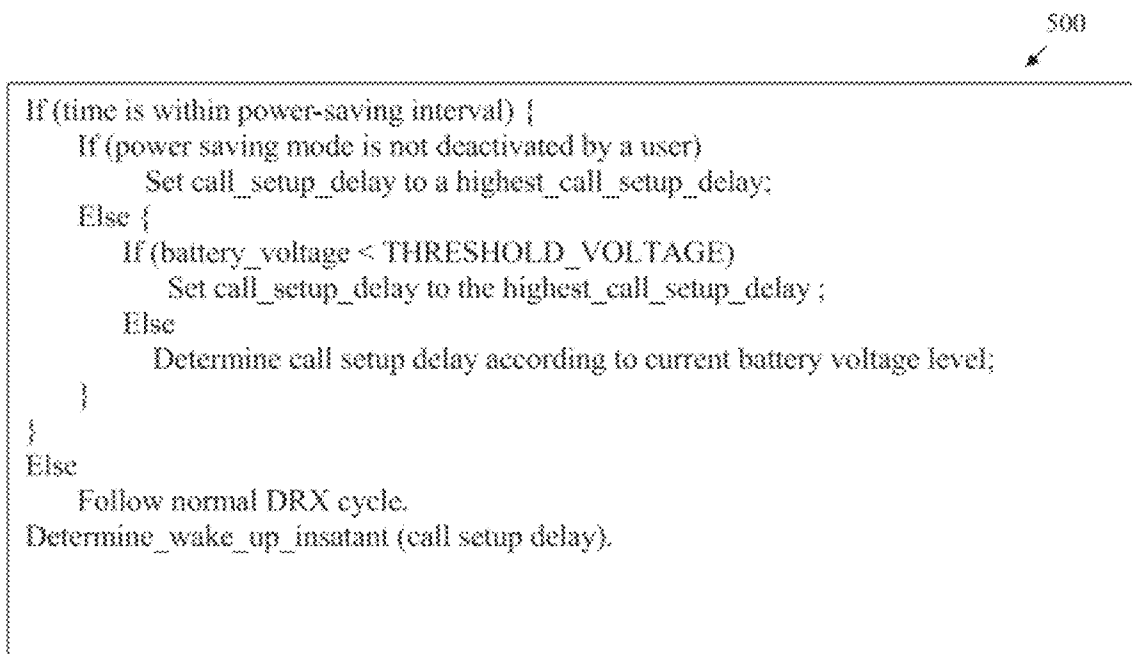 500
If (time is within power-saving interval) {
If (power saving mode is not deactivated by a user)
Set call_setup_delay to a highest_call_setup_delay;
Else {
If (battery_voltage < THRESHOLD_VOLTAGE)
Set call_setup_delay to the highest_call_setup_delay ;
Else
Determine call setup delay according to current battery voltage level;
}
}
Else
Follow normal DRX cycle.
Determine_wake_up_insatant (call setup delay).